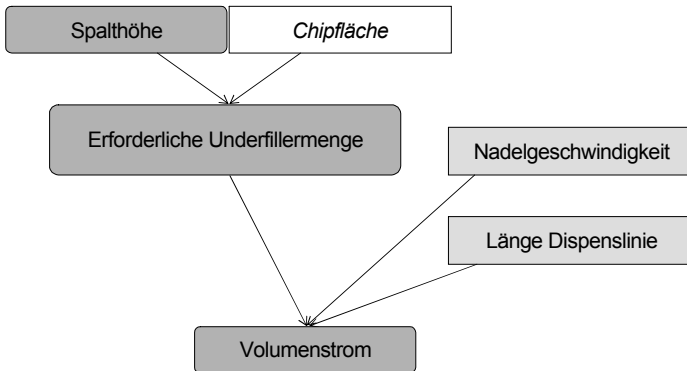 Spalthöhe
Chipfläche
Erforderliche Underfillermenge
Nadelgeschwindigkeit
Länge Dispenslinie
Volumenstrom